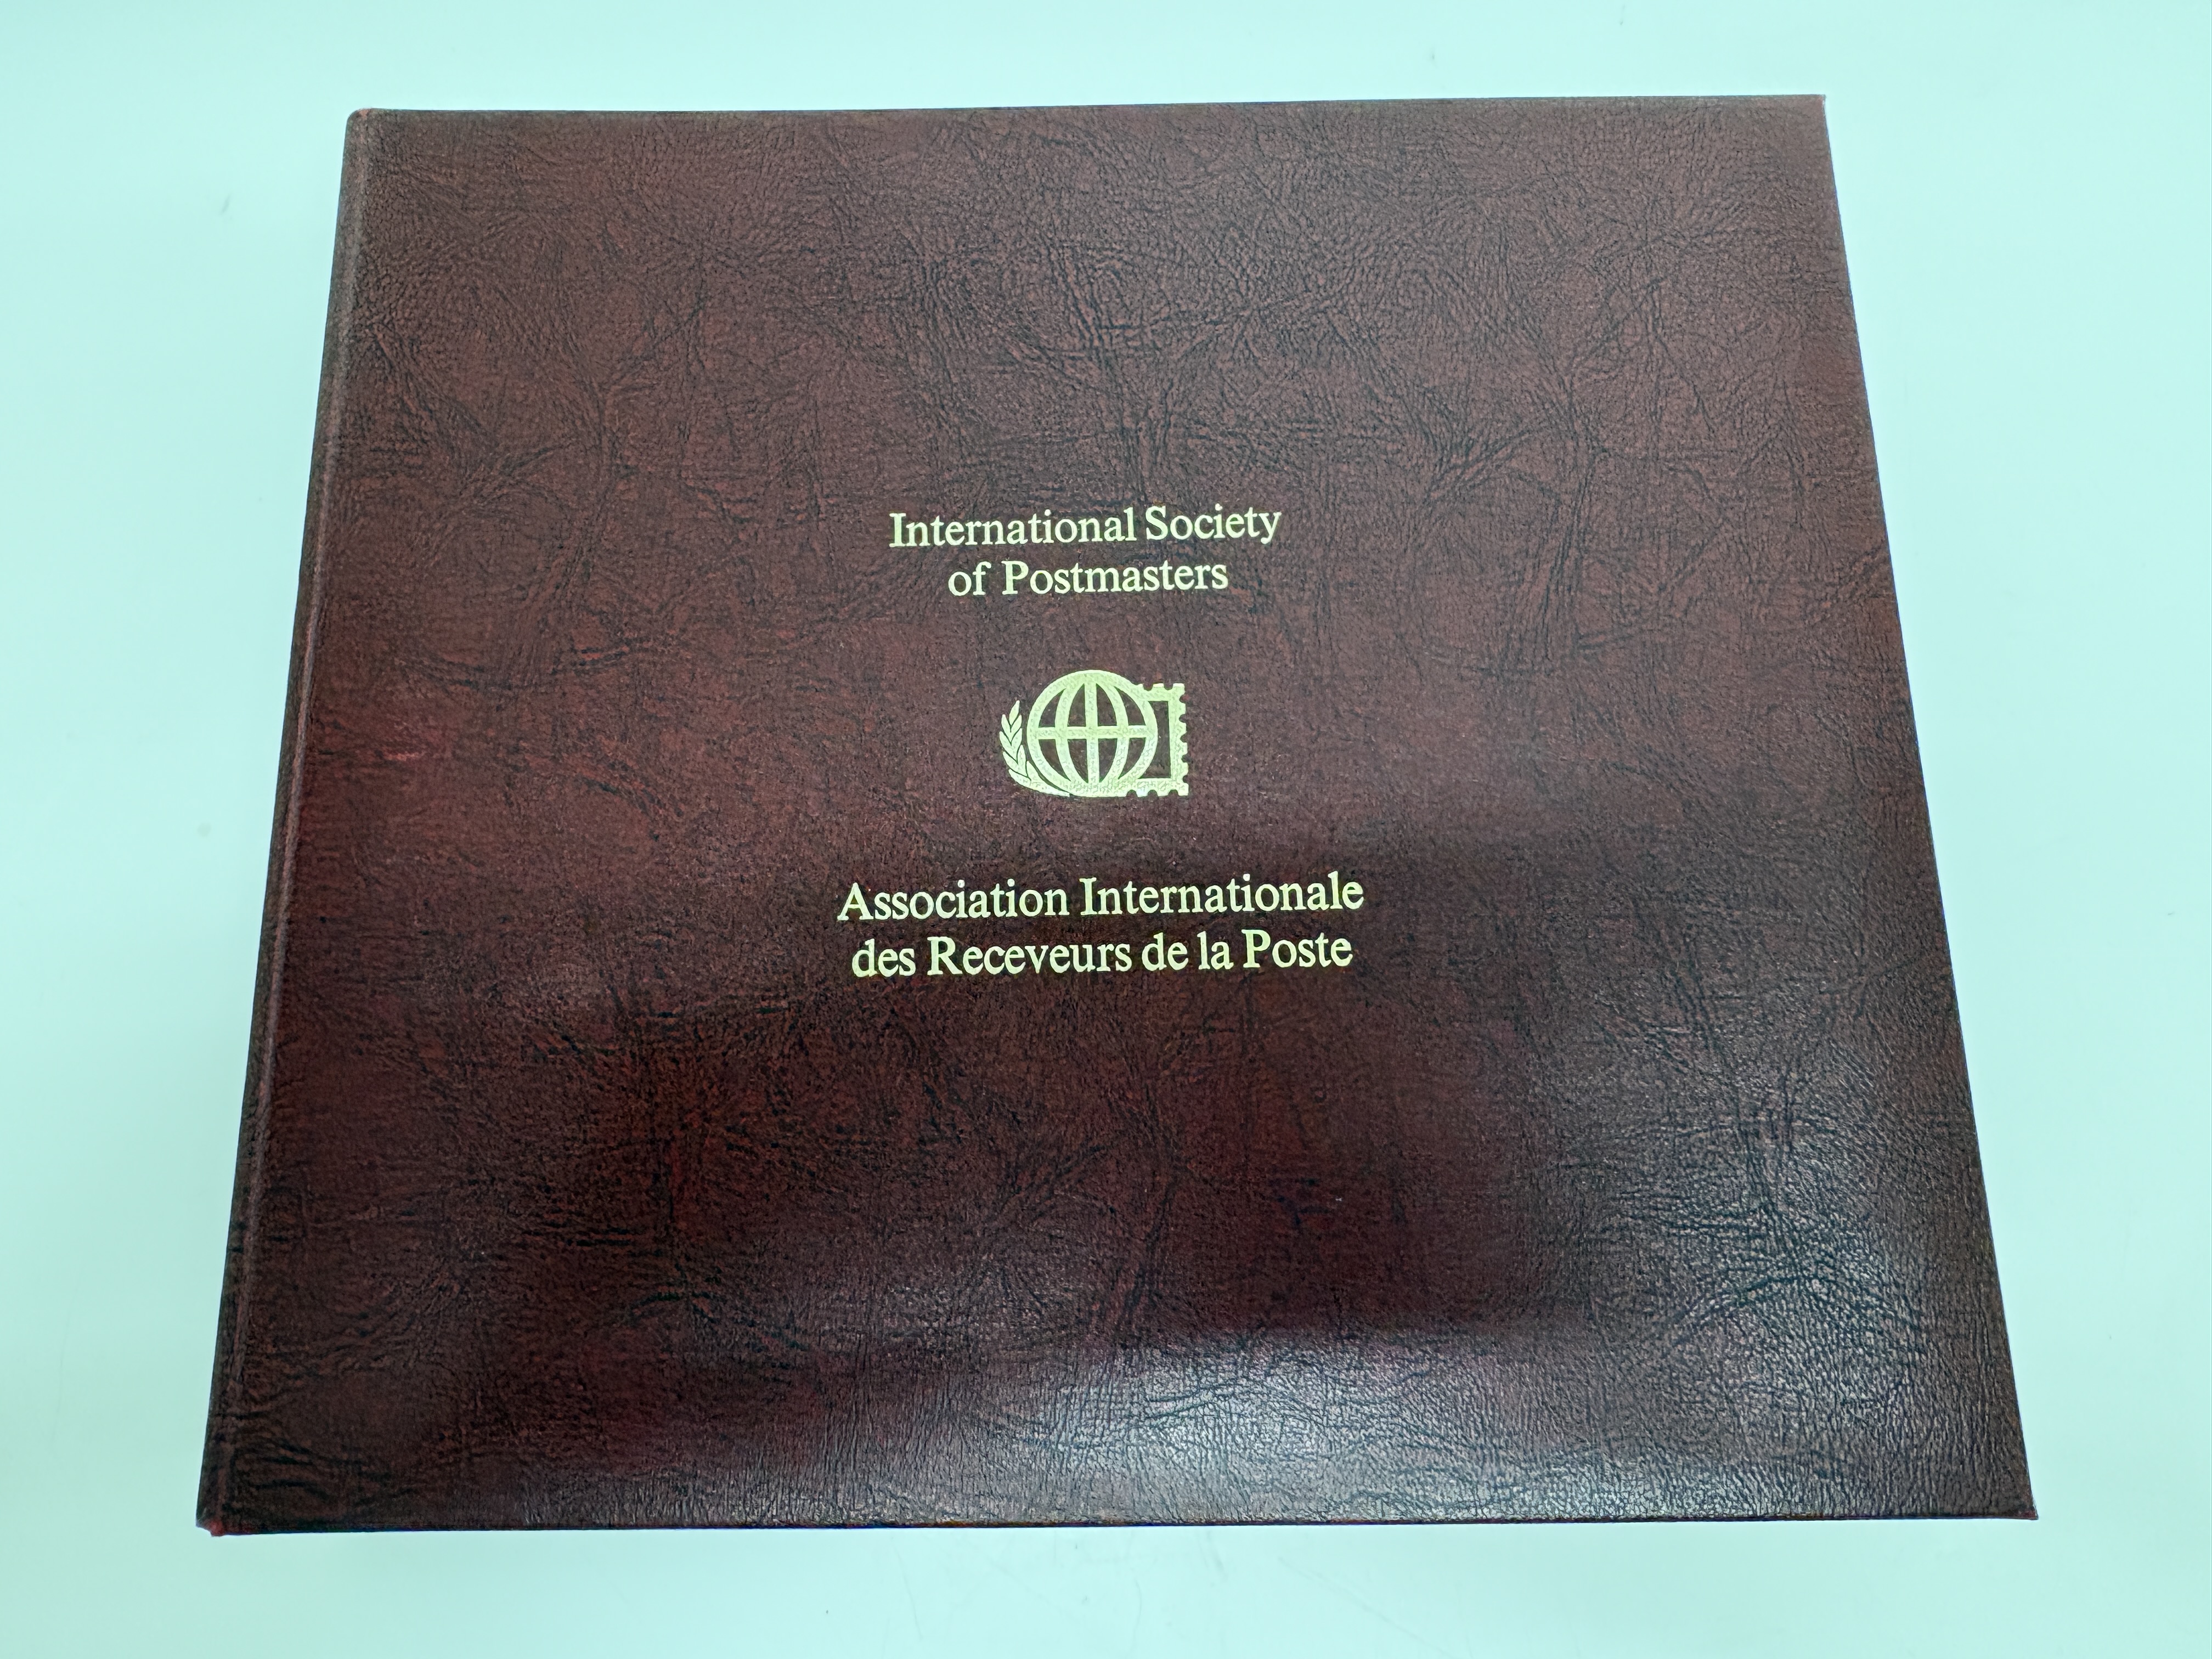 International Society
of Postmasters
Association Internationale
des Receveurs de la Poste